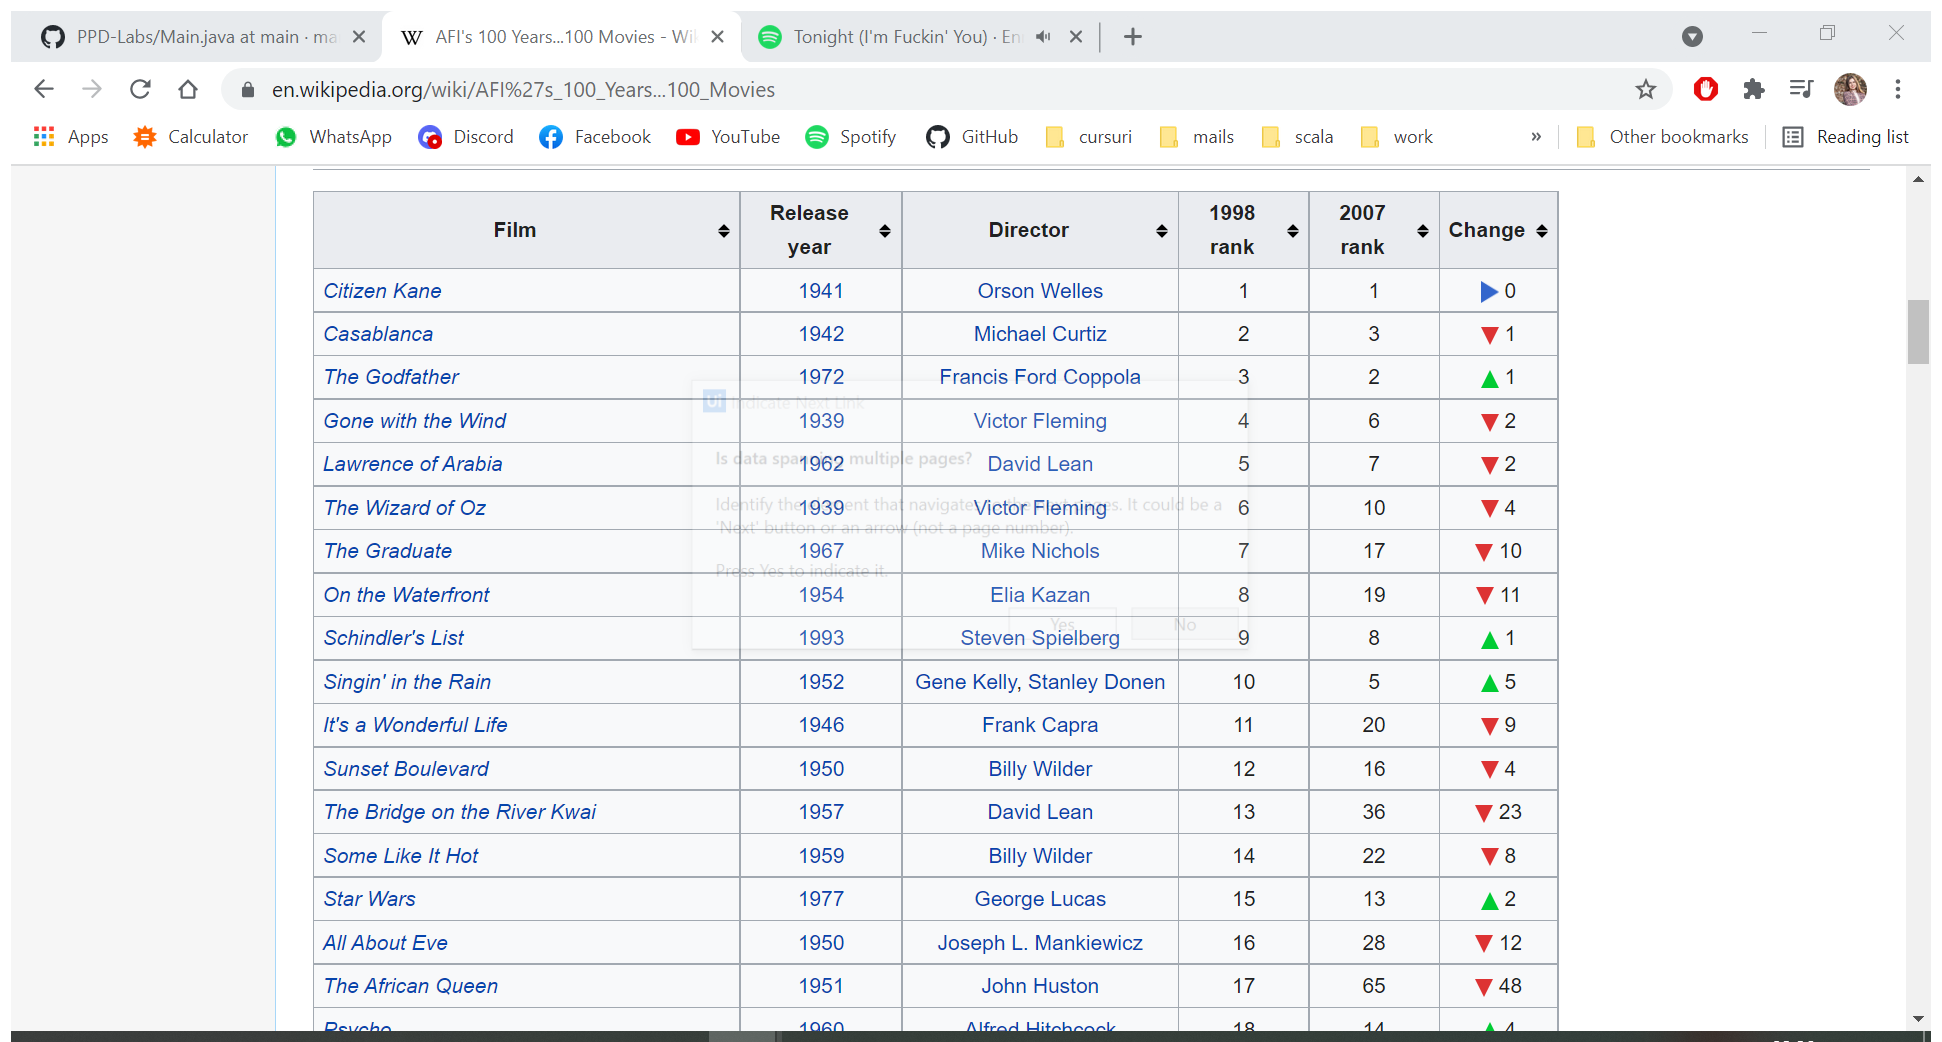 PPD-Labs/Main.java at main · ma
AFI's 100 Years...100 Movies - Wi
Tonight (I'm Fuckin' You) · En
en.wikipedia.org/wiki/AFI%27s_100_Years...100_Movies
Apps Calculator WhatsApp Discord Facebook YouTube Spotify GitHub cursuri mails scala work » Other bookmarks Reading list
Film Release year Director 1998 rank 2007 rank Change
Citizen Kane 1941 Orson Welles 1 1 0
Casablanca 1942 Michael Curtiz 2 3 1
The Godfather 1972 Francis Ford Coppola 3 2 1
Ui Indicate Next Link
Gone with the Wind 1939 Victor Fleming 4 6 2
Is data spanning multiple pages?
Lawrence of Arabia 1962 David Lean 5 7 2
Identify the element that navigates to the next pages. It could be a
The Wizard of Oz 1939 Victor Fleming 6 10 4
'Next' button or an arrow (not a page number).
The Graduate 1967 Mike Nichols 7 17 10
Press Yes to indicate it.
On the Waterfront 1954 Elia Kazan 8 19 11
Yes No
Schindler's List 1993 Steven Spielberg 9 8 1
Singin' in the Rain 1952 Gene Kelly, Stanley Donen 10 5 5
It's a Wonderful Life 1946 Frank Capra 11 20 9
Sunset Boulevard 1950 Billy Wilder 12 16 4
The Bridge on the River Kwai 1957 David Lean 13 36 23
Some Like It Hot 1959 Billy Wilder 14 22 8
Star Wars 1977 George Lucas 15 13 2
All About Eve 1950 Joseph L. Mankiewicz 16 28 12
The African Queen 1951 John Huston 17 65 48
Psycho 1960 Alfred Hitchcock 18 14 4